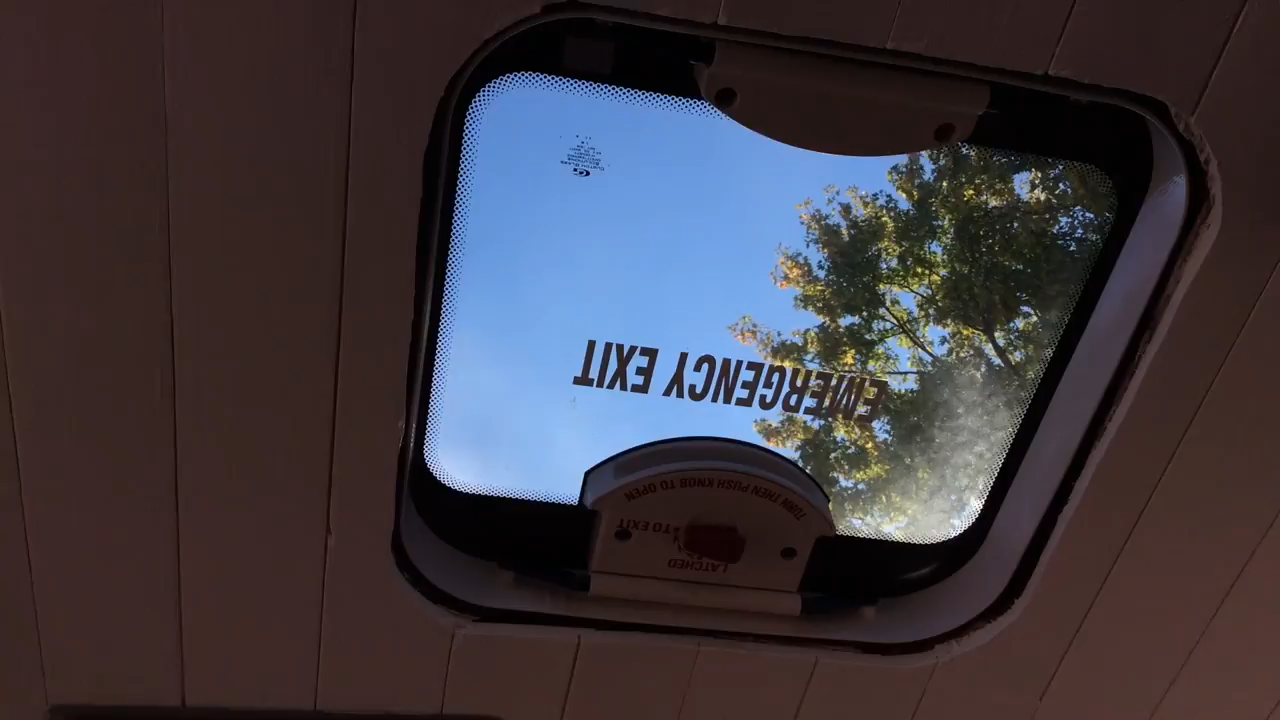 EMERGENCY EXIT
TURN THEN PUSH KNOB TO OPEN
TO EXIT
LATCHED